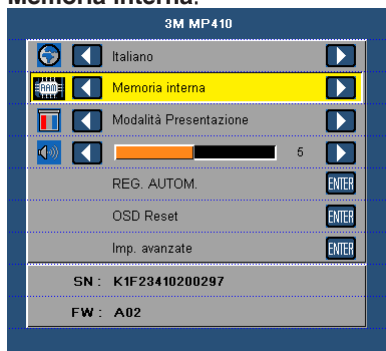 Memoria interna.
3M MP410
Italiano
RAM Memoria interna
Modalità Presentazione
5
REG. AUTOM. ENTER
OSD Reset ENTER
Imp. avanzate ENTER
SN : K1F23410200297
FW : A02